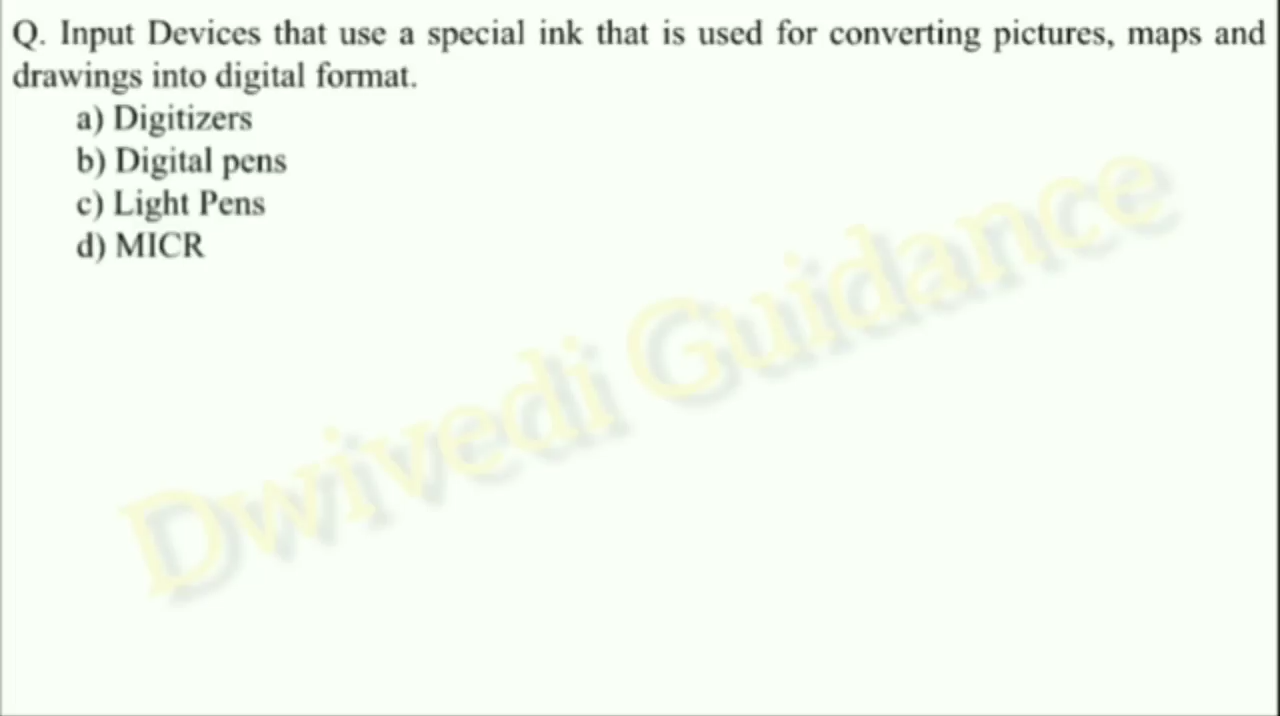 Q. Input Devices that use a special ink that is used for converting pictures, maps and
drawings into digital format.
a) Digitizers
b) Digital pens
c) Light Pens
d) MICR
Dwivedi Guidance